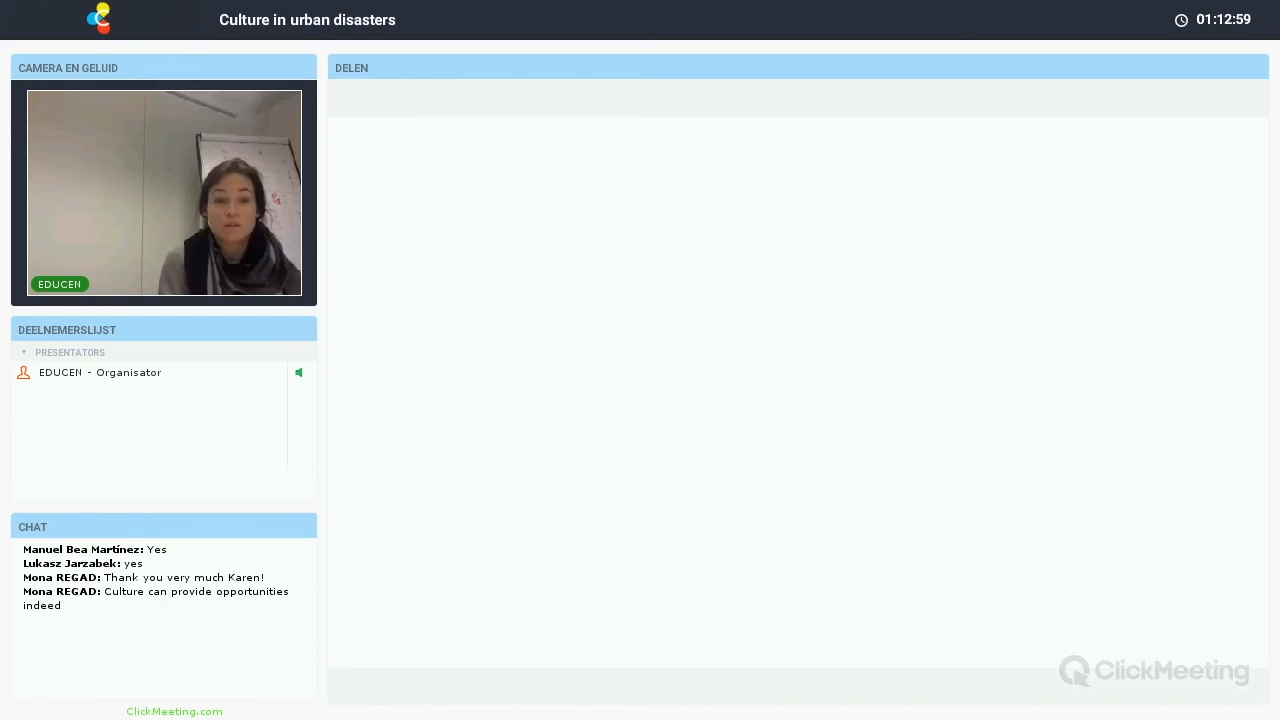 Culture in urban disasters
01:12:59
CAMERA EN GELUID
EDUCEN
DEELNEMERSLIJST
PRESENTATORS
EDUCEN - Organisator
CHAT
Manuel Bea Martínez: Yes
Lukasz Jarzabek: yes
Mona REGAD: Thank you very much Karen!
Mona REGAD: Culture can provide opportunities
indeed
ClickMeeting.com
DELEN
ClickMeeting